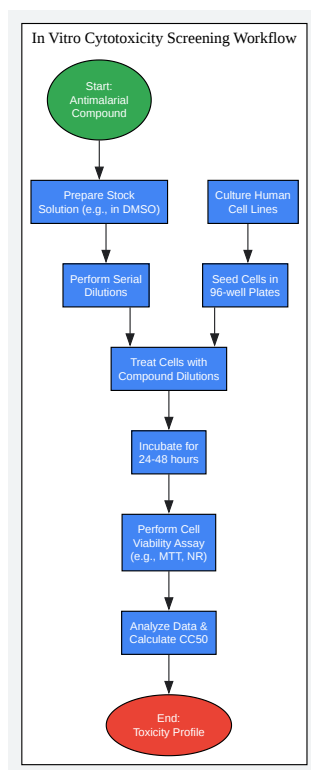 In Vitro Cytotoxicity Screening Workflow
Start:
Antimalarial
Compound
Prepare Stock
Solution (e.g., in DMSO)
Culture Human
Cell Lines
Perform Serial
Dilutions
Seed Cells in
96-well Plates
Treat Cells with
Compound Dilutions
Incubate for
24-48 hours
Perform Cell
Viability Assay
(e.g., MTT, NR)
Analyze Data &
Calculate CC50
End:
Toxicity Profile